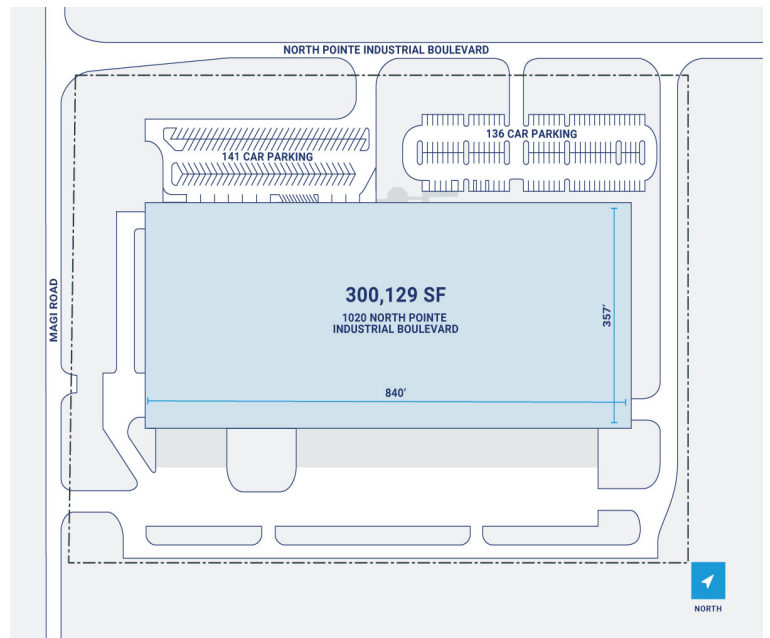 NORTH POINTE INDUSTRIAL BOULEVARD
136 CAR PARKING
141 CAR PARKING
MAGI ROAD
300,129 SF
1020 NORTH POINTE
INDUSTRIAL BOULEVARD
357'
840'
NORTH